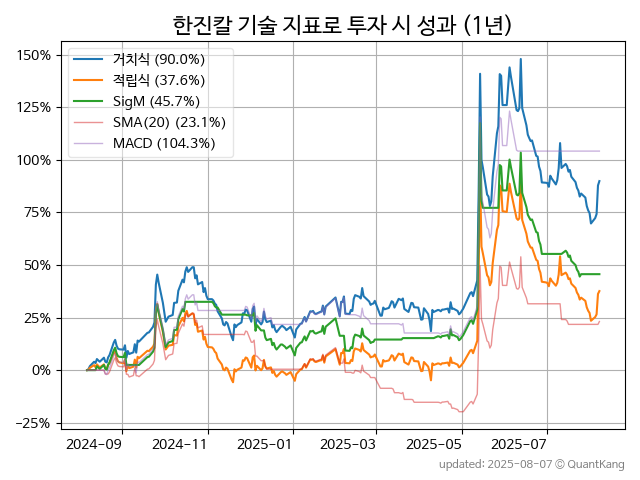 한진칼 기술 지표로 투자 시 성과 (1년)
150%
125%
100%
75%
50%
25%
0%
−25%
거치식 (90.0%)
적립식 (37.6%)
SigM (45.7%)
SMA(20) (23.1%)
MACD (104.3%)
2024-09 2024-11 2025-01 2025-03 2025-05 2025-07
updated: 2025-08-07 © QuantKang